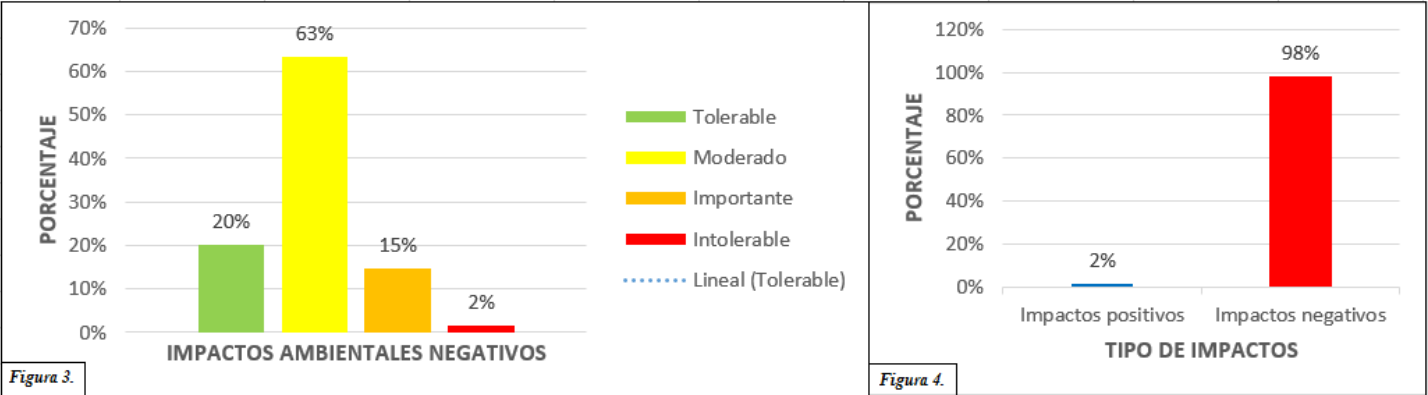 70%
60%
50%
40%
30%
20%
10%
0%
PORCENTAJE
20%
63%
15%
2%
IMPACTOS AMBIENTALES NEGATIVOS
Tolerable
Moderado
Importante
Intolerable
Lineal (Tolerable)
Figura 3.
120%
100%
80%
60%
40%
20%
0%
PORCENTAJE
2%
98%
Impactos positivos
Impactos negativos
TIPO DE IMPACTOS
Figura 4.